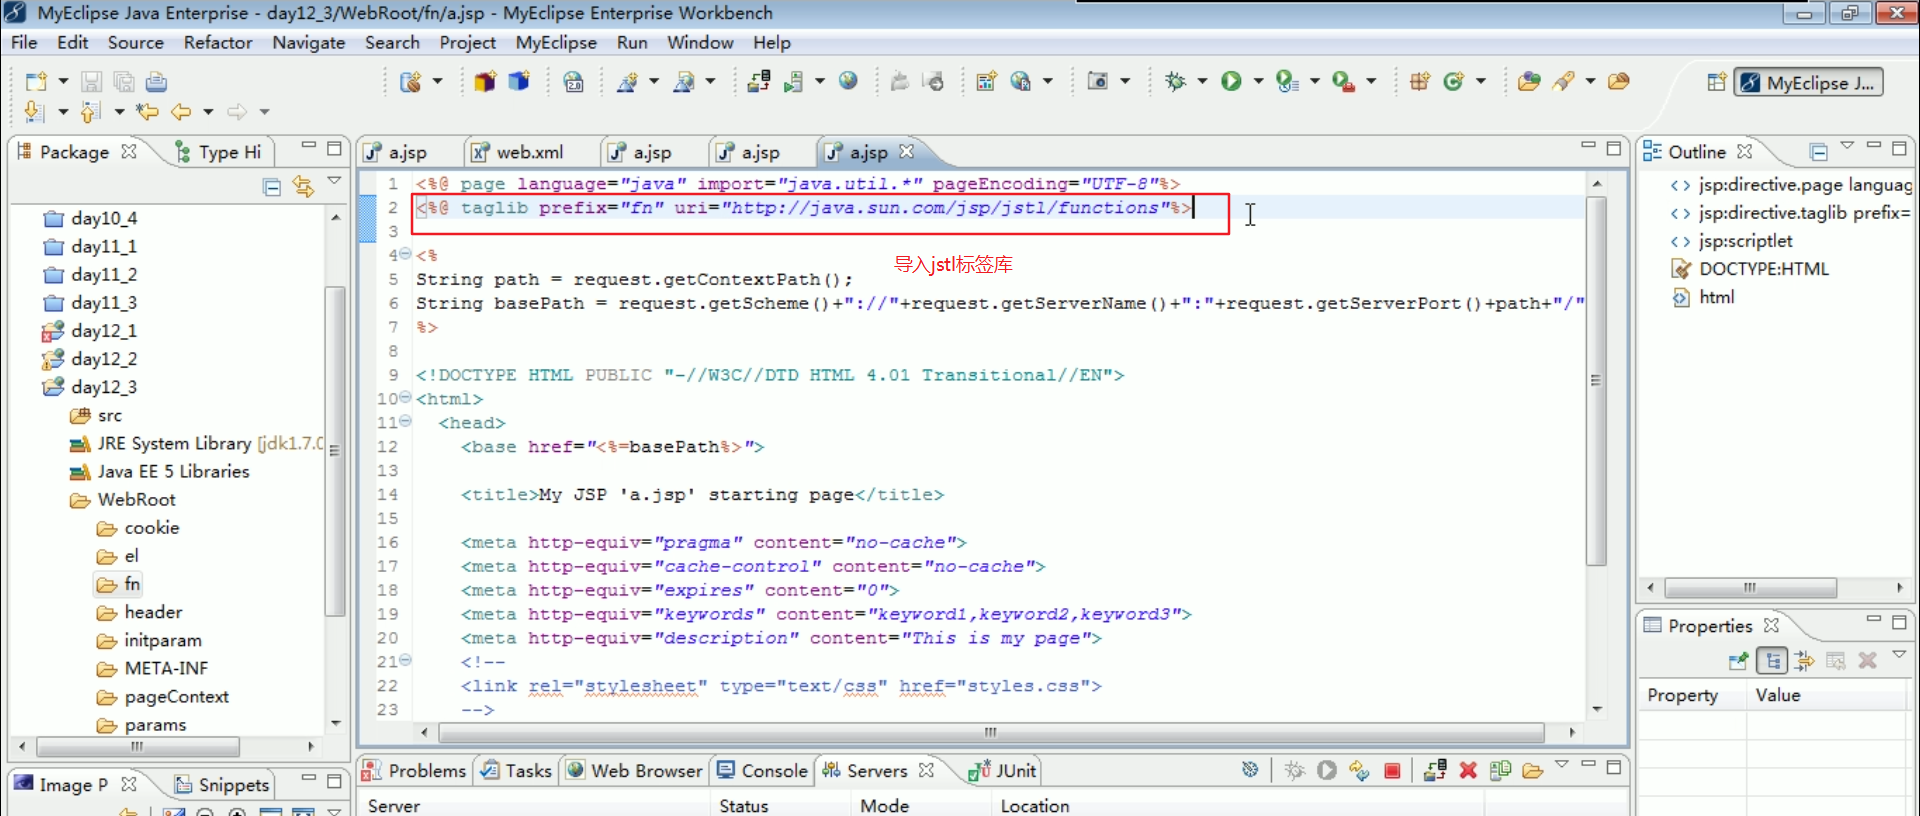 MyEclipse Java Enterprise - day12_3/WebRoot/fn/a.jsp - MyEclipse Enterprise Workbench
File Edit Source Refactor Navigate Search Project MyEclipse Run Window Help
MyEclipse J...
Package
Type Hi
day10_4
day11_1
day11_2
day11_3
day12_1
day12_2
day12_3
src
JRE System Library [jdk1.7.0
Java EE 5 Libraries
WebRoot
cookie
el
fn
header
initparam
META-INF
pageContext
params
Image P
Snippets
a.jsp
web.xml
a.jsp
a.jsp
a.jsp
1 <%@ page language="java" import="java.util.*" pageEncoding="UTF-8"%>
2 <%@ taglib prefix="fn" uri="http://java.sun.com/jsp/jstl/functions"%>
3
导入jstl标签库
4 <%
5 String path = request.getContextPath();
6 String basePath = request.getScheme()+"://"+request.getServerName()+":"+request.getServerPort()+path+"/"
7 %>
8
9 <!DOCTYPE HTML PUBLIC "-//W3C//DTD HTML 4.01 Transitional//EN">
10 <html>
11 <head>
12 <base href="<%=basePath%>">
13
14 <title>My JSP 'a.jsp' starting page</title>
15
16 <meta http-equiv="pragma" content="no-cache">
17 <meta http-equiv="cache-control" content="no-cache">
18 <meta http-equiv="expires" content="0">
19 <meta http-equiv="keywords" content="keyword1,keyword2,keyword3">
20 <meta http-equiv="description" content="This is my page">
21 <!--
22 <link rel="stylesheet" type="text/css" href="styles.css">
23 -->
Problems
Tasks
Web Browser
Console
Servers
JUnit
Server Status Mode Location
Outline
jsp:directive.page languag
jsp:directive.taglib prefix=
jsp:scriptlet
DOCTYPE:HTML
html
Properties
Property Value